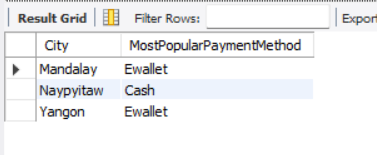 Result Grid Filter Rows: Export
City MostPopularPaymentMethod
Mandalay Ewallet
Naypyitaw Cash
Yangon Ewallet